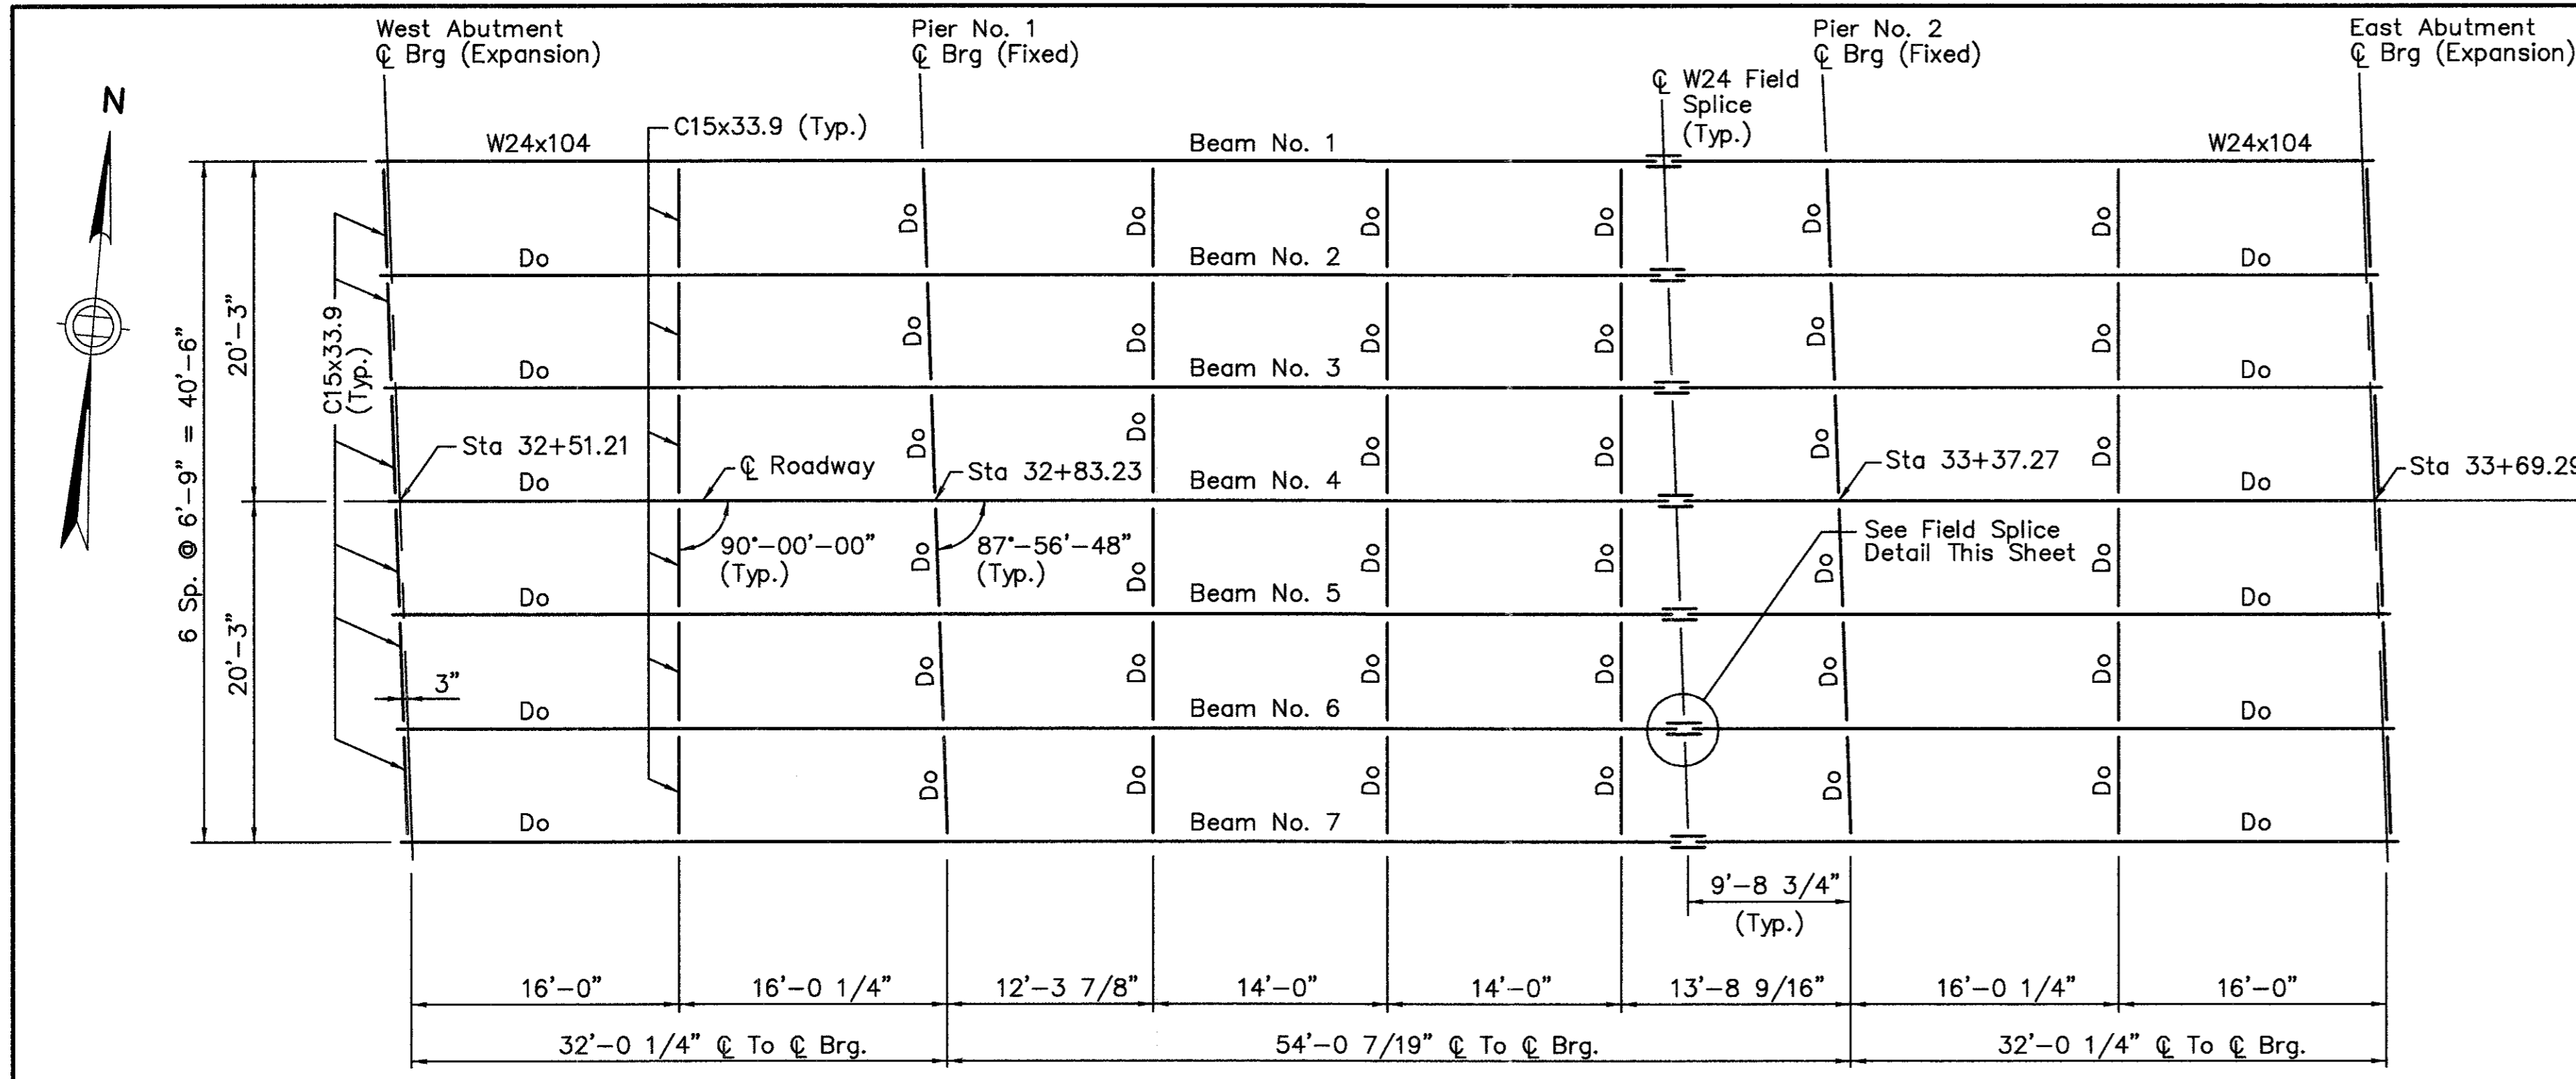 West Abutment
℄ Brg (Expansion)
Pier No. 1
℄ Brg (Fixed)
Pier No. 2
℄ Brg (Fixed)
East Abutment
℄ Brg (Expansion)
℄ W24 Field
Splice
(Typ.)
N
C15x33.9 (Typ.)
W24x104
Beam No. 1
W24x104
Do
Do
Do
Do
Do
Do
Do
Beam No. 2
Do
Do
Do
Do
Do
Do
Do
Do
Beam No. 3
Do
Do
Do
Do
Do
Do
Do
Sta 32+51.21
Do
℄ Roadway
Sta 32+83.23
Beam No. 4
Sta 33+37.27
Do
Sta 33+69.29
90°-00'-00"
(Typ.)
87°-56'-48"
(Typ.)
See Field Splice
Detail This Sheet
Do
Do
Do
Do
Do
Do
Do
Beam No. 5
Do
3"
Do
Do
Do
Do
Do
Do
Do
Beam No. 6
Do
Do
Do
Do
Do
Do
Do
Do
Beam No. 7
Do
6 Sp. @ 6'-9" = 40'-6"
20'-3"
20'-3"
C15x33.9
(Typ.)
9'-8 3/4"
(Typ.)
16'-0"
16'-0 1/4"
12'-3 7/8"
14'-0"
14'-0"
13'-8 9/16"
16'-0 1/4"
16'-0"
32'-0 1/4" ℄ To ℄ Brg.
54'-0 7/19" ℄ To ℄ Brg.
32'-0 1/4" ℄ To ℄ Brg.